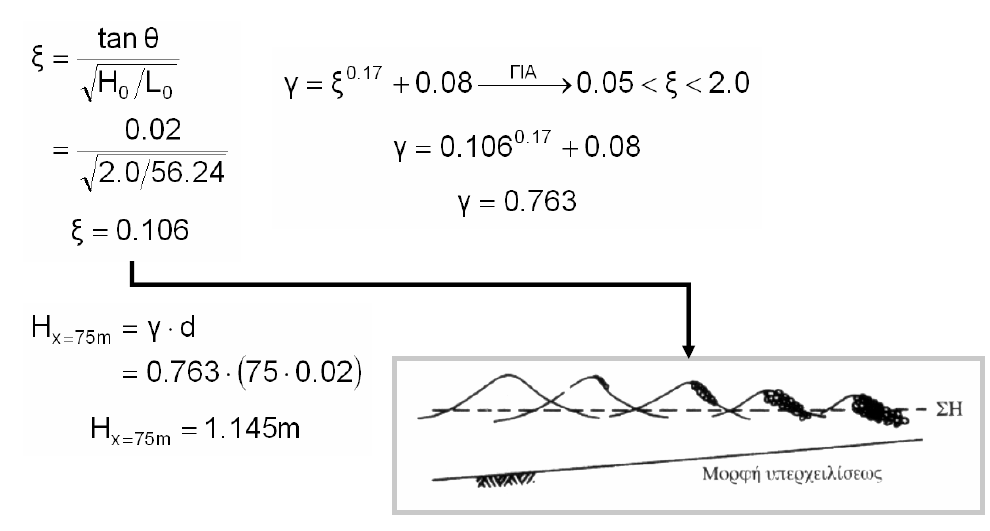 ξ = tan θ / √(H₀/L₀)
= 0.02 / √(2.0/56.24)
ξ = 0.106
γ = ξ^0.17 + 0.08 ΓΙΑ → 0.05 < ξ < 2.0
γ = 0.106^0.17 + 0.08
γ = 0.763
H_x=75m = γ · d
= 0.763 · (75 · 0.02)
H_x=75m = 1.145m
ΣΗ
Μορφή υπερχειλίσεως